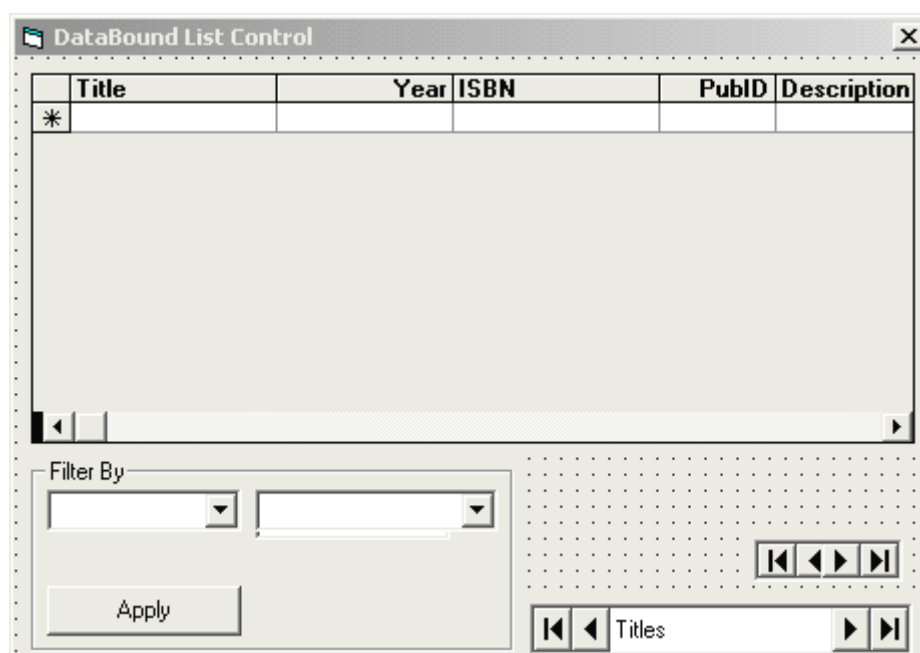 DataBound List Control
Title Year ISBN PubID Description
Filter By
Apply
Titles